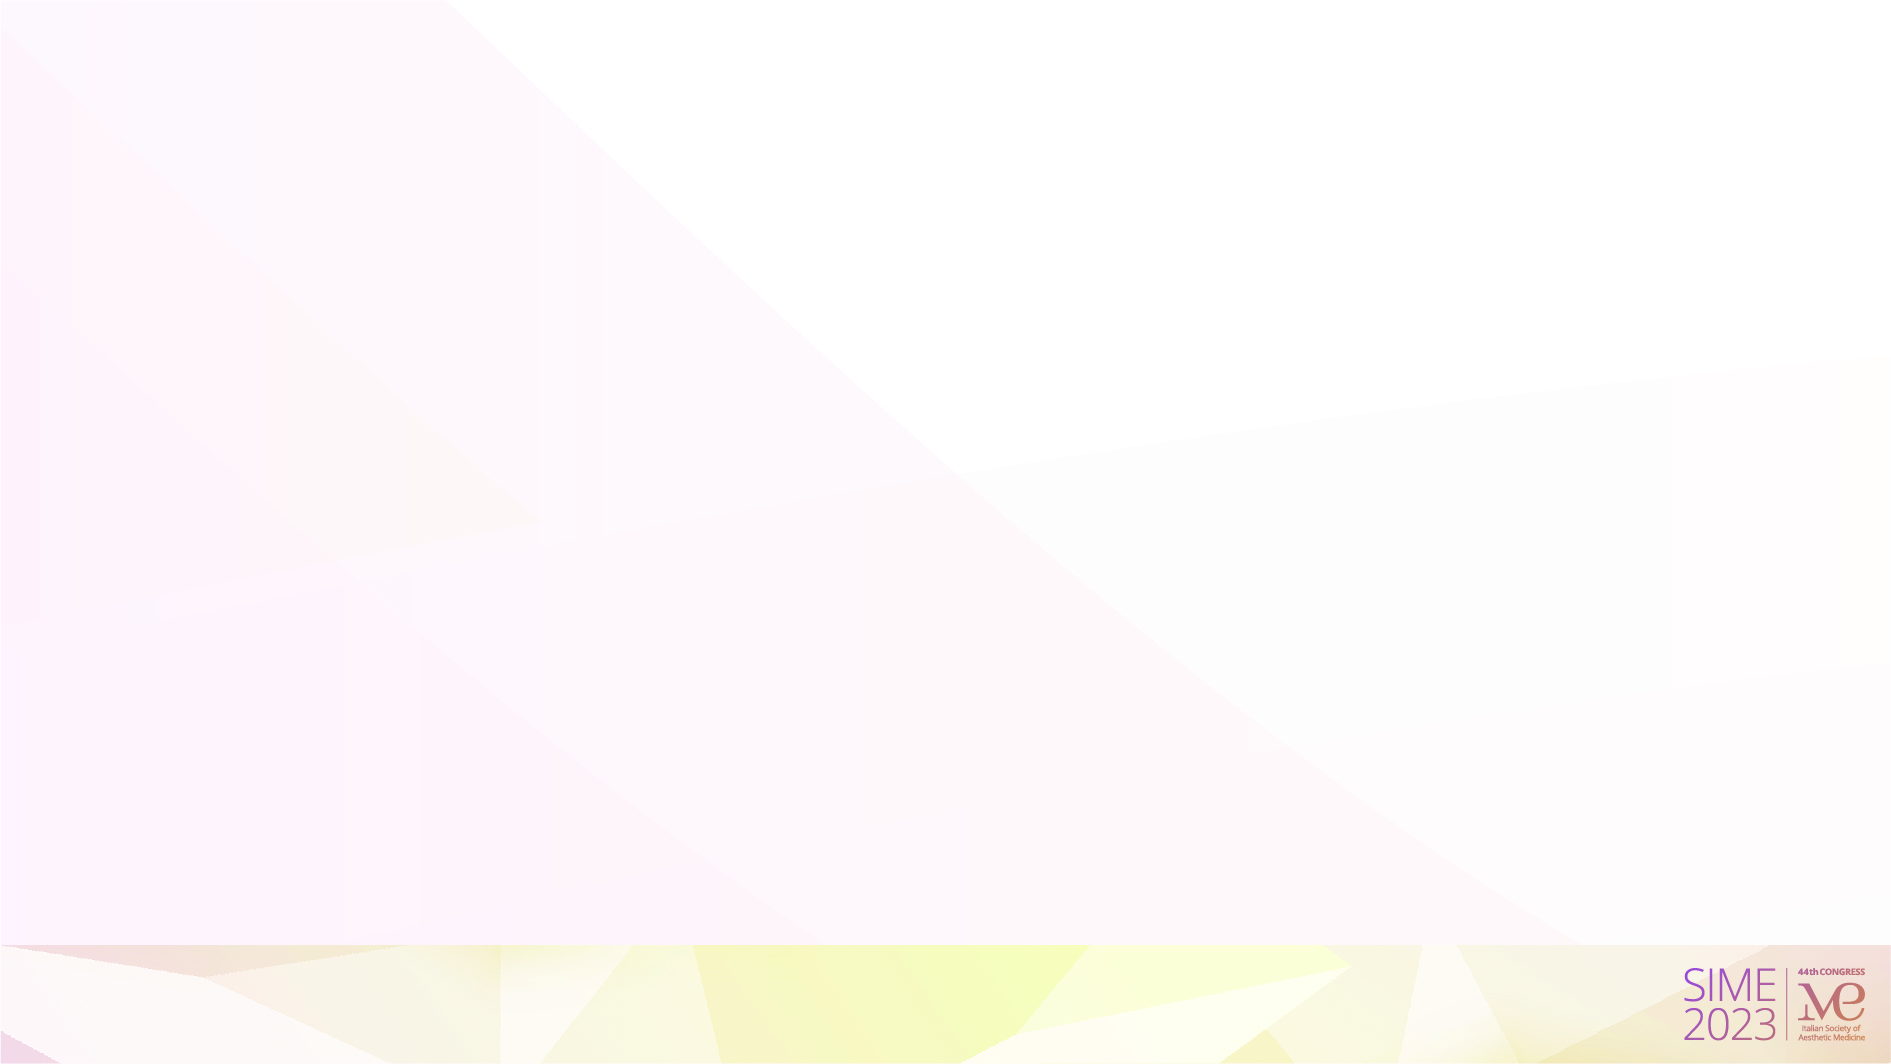 SIME
2023
44th CONGRESS
me
Italian Society of
Aesthetic Medicine